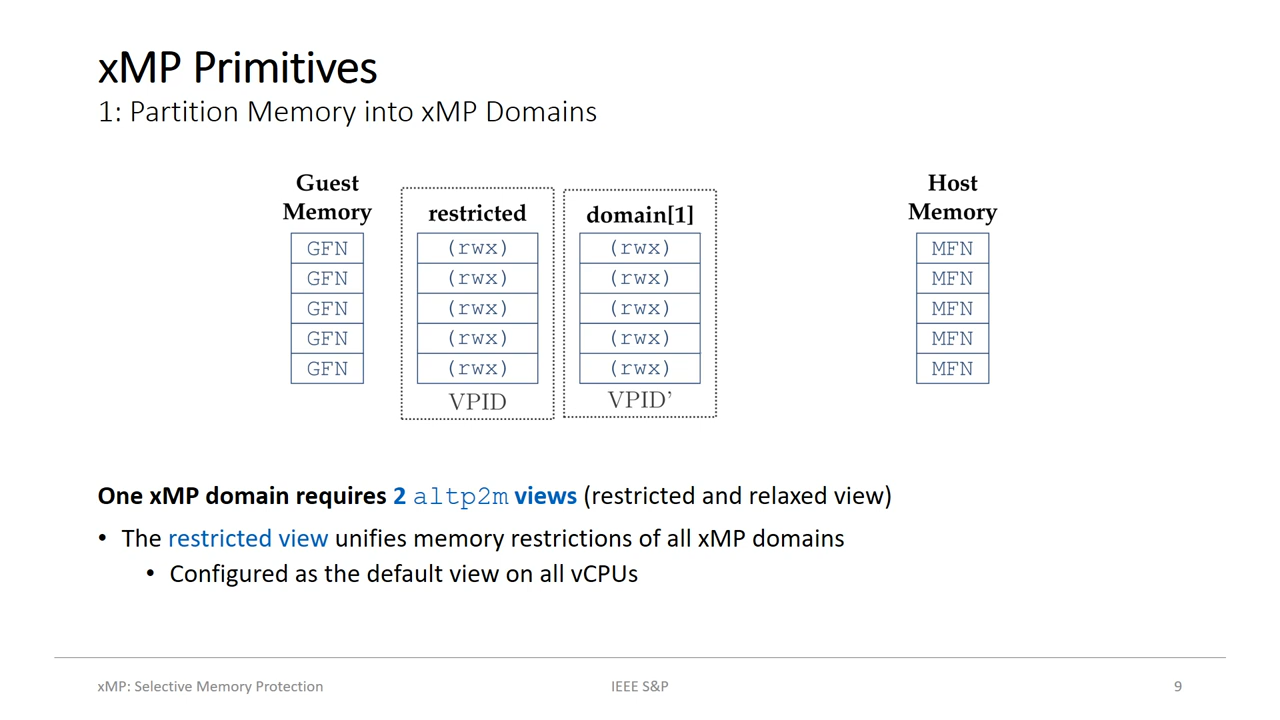 xMP Primitives
1: Partition Memory into xMP Domains
Guest Memory
restricted
domain[1]
Host Memory
GFN (rwx) (rwx) MFN
GFN (rwx) (rwx) MFN
GFN (rwx) (rwx) MFN
GFN (rwx) (rwx) MFN
GFN (rwx) (rwx) MFN
VPID VPID’
One xMP domain requires 2 altp2m views (restricted and relaxed view)
• The restricted view unifies memory restrictions of all xMP domains
• Configured as the default view on all vCPUs
xMP: Selective Memory Protection
IEEE S&P
9